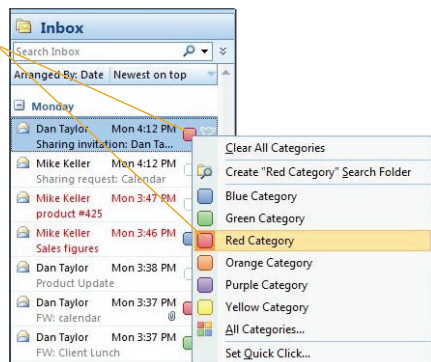 Inbox
Search Inbox
Arranged By: Date Newest on top
Monday
Dan Taylor Mon 4:12 PM
Sharing invitation: Dan Ta...
Mike Keller Mon 4:12 PM
Sharing request: Calendar
Mike Keller Mon 3:47 PM
product #425
Mike Keller Mon 3:46 PM
Sales figures
Dan Taylor Mon 3:38 PM
Product Update
Dan Taylor Mon 3:37 PM
FW: calendar
Dan Taylor Mon 3:37 PM
FW: Client Lunch
Clear All Categories
Create "Red Category" Search Folder
Blue Category
Green Category
Red Category
Orange Category
Purple Category
Yellow Category
All Categories...
Set Quick Click...